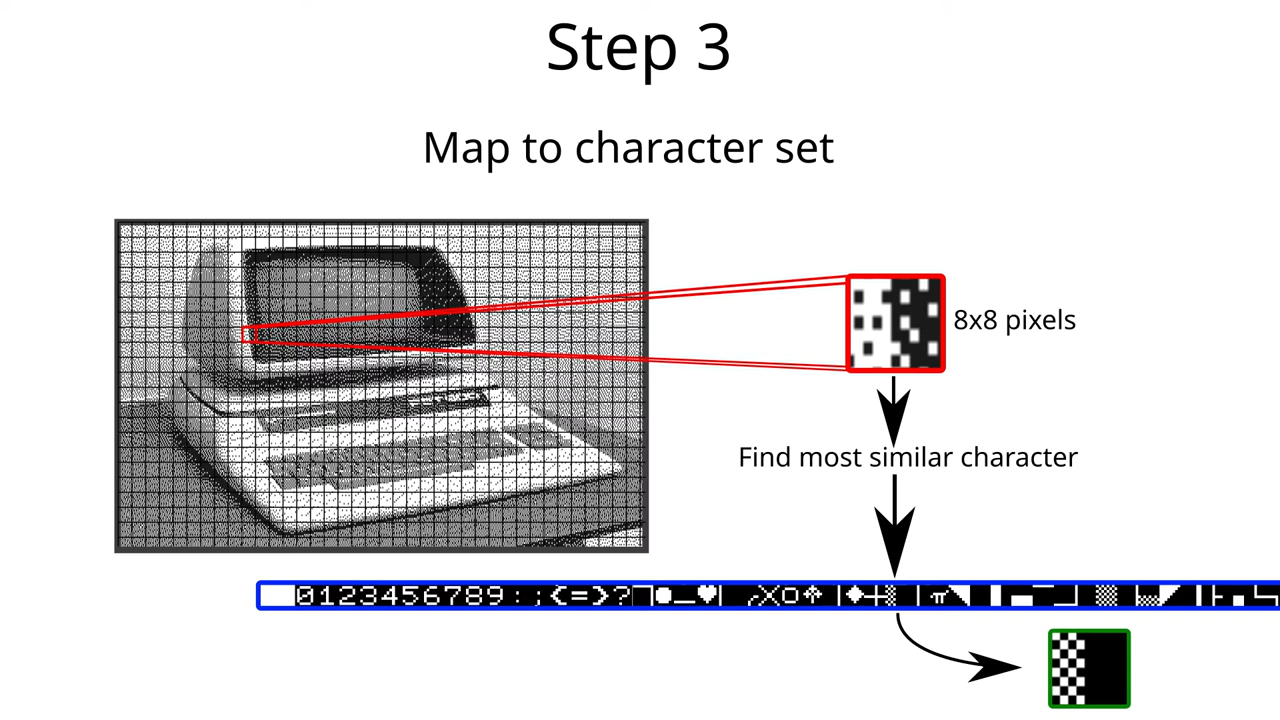 Step 3
Map to character set
8x8 pixels
Find most similar character
0123456789:;<=>?